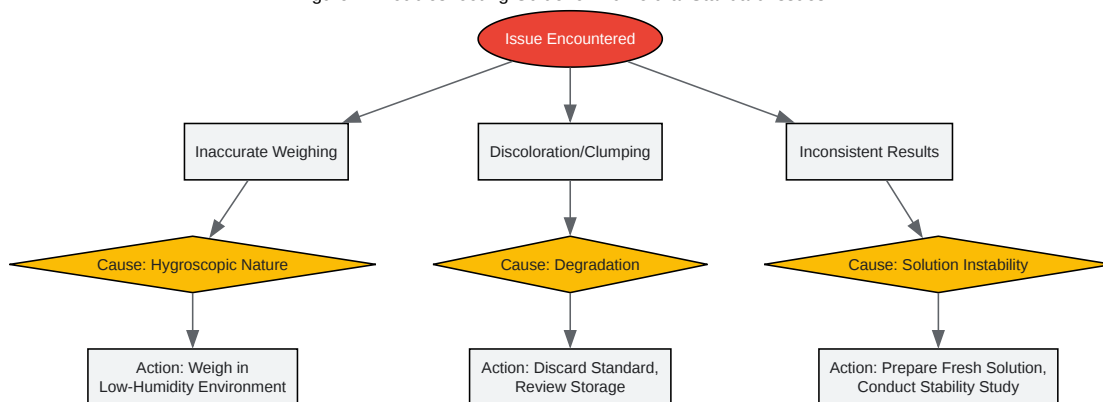 Issue Encountered
Inaccurate Weighing
Discoloration/Clumping
Inconsistent Results
Cause: Hygroscopic Nature
Cause: Degradation
Cause: Solution Instability
Action: Weigh in
Low-Humidity Environment
Action: Discard Standard,
Review Storage
Action: Prepare Fresh Solution,
Conduct Stability Study